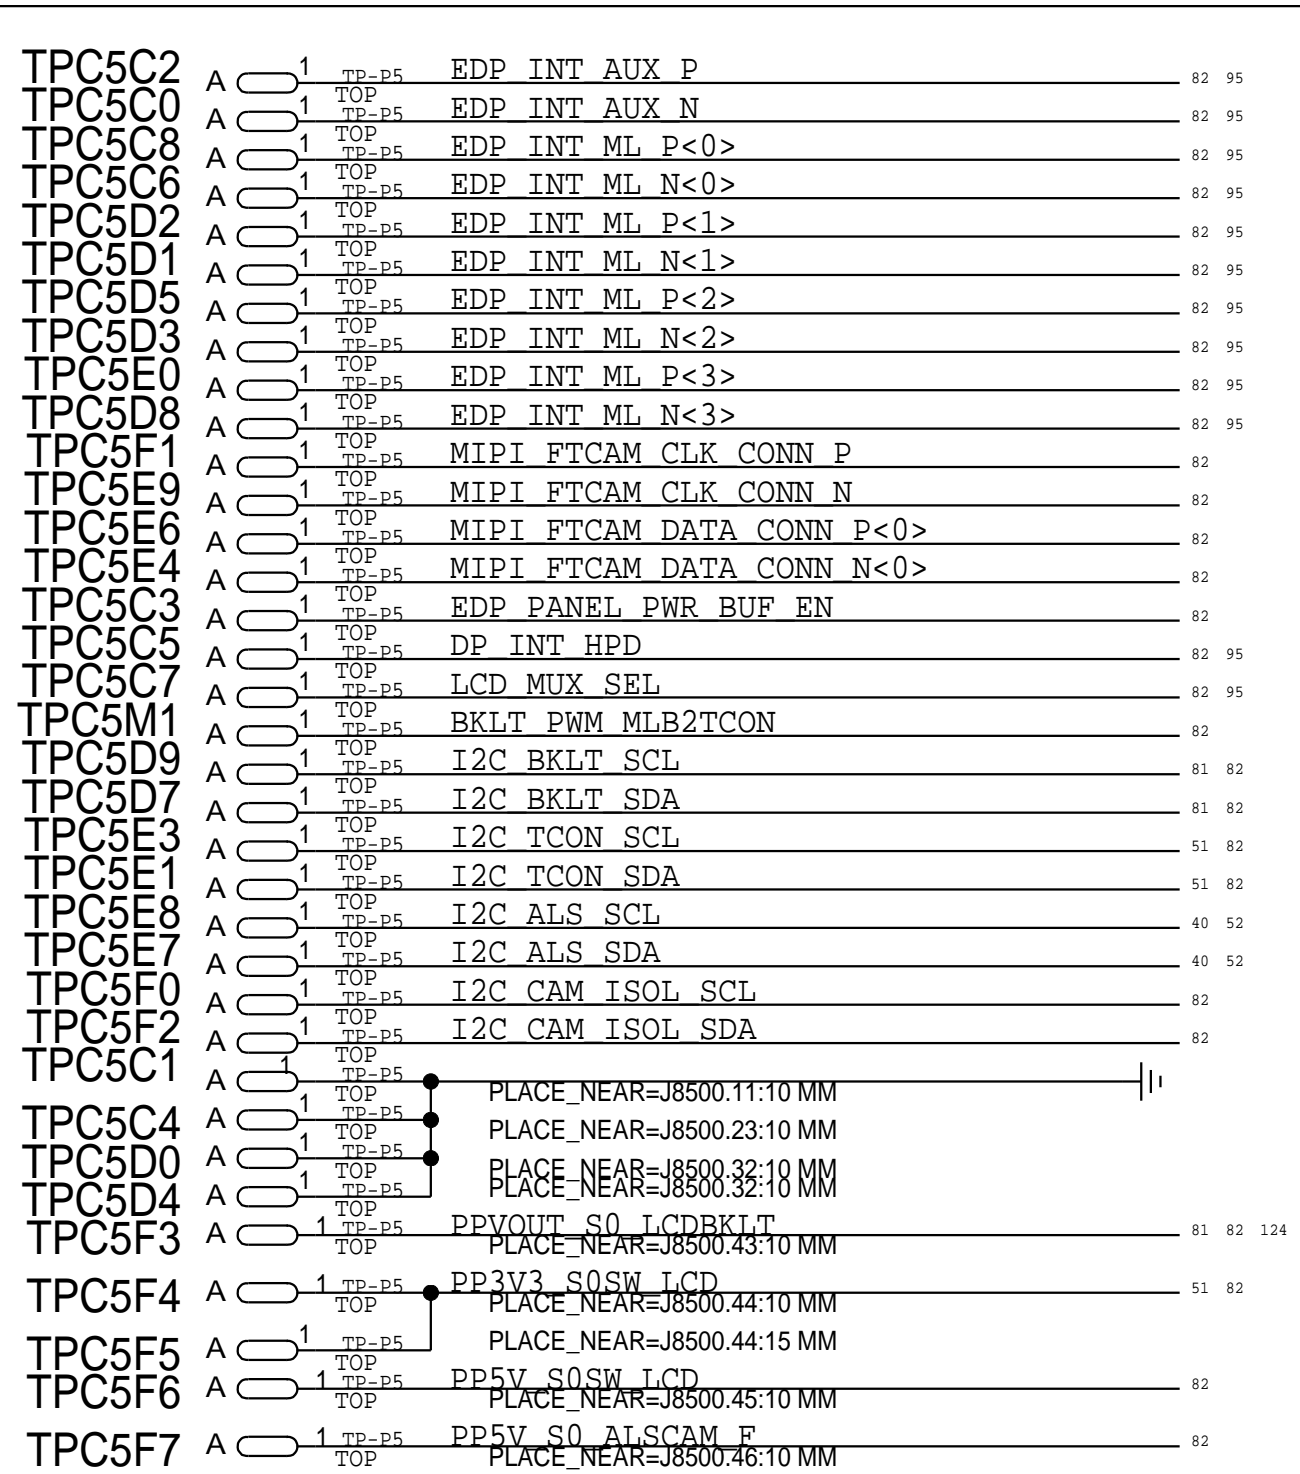 TPC5C2 A 1 TP-P5 TOP EDP_INT_AUX_P 82 95
TPC5C0 A 1 TP-P5 TOP EDP_INT_AUX_N 82 95
TPC5C8 A 1 TP-P5 TOP EDP_INT_ML_P<0> 82 95
TPC5C6 A 1 TP-P5 TOP EDP_INT_ML_N<0> 82 95
TPC5D2 A 1 TP-P5 TOP EDP_INT_ML_P<1> 82 95
TPC5D1 A 1 TP-P5 TOP EDP_INT_ML_N<1> 82 95
TPC5D5 A 1 TP-P5 TOP EDP_INT_ML_P<2> 82 95
TPC5D3 A 1 TP-P5 TOP EDP_INT_ML_N<2> 82 95
TPC5E0 A 1 TP-P5 TOP EDP_INT_ML_P<3> 82 95
TPC5D8 A 1 TP-P5 TOP EDP_INT_ML_N<3> 82 95
TPC5F1 A 1 TP-P5 TOP MIPI_FTCAM_CLK_CONN_P 82
TPC5E9 A 1 TP-P5 TOP MIPI_FTCAM_CLK_CONN_N 82
TPC5E6 A 1 TP-P5 TOP MIPI_FTCAM_DATA_CONN_P<0> 82
TPC5E4 A 1 TP-P5 TOP MIPI_FTCAM_DATA_CONN_N<0> 82
TPC5C3 A 1 TP-P5 TOP EDP_PANEL_PWR_BUF_EN 82
TPC5C5 A 1 TP-P5 TOP DP_INT_HPD 82 95
TPC5C7 A 1 TP-P5 TOP LCD_MUX_SEL 82 95
TPC5M1 A 1 TP-P5 TOP BKLT_PWM_MLB2TCON 82
TPC5D9 A 1 TP-P5 TOP I2C_BKLT_SCL 81 82
TPC5D7 A 1 TP-P5 TOP I2C_BKLT_SDA 81 82
TPC5E3 A 1 TP-P5 TOP I2C_TCON_SCL 51 82
TPC5E1 A 1 TP-P5 TOP I2C_TCON_SDA 51 82
TPC5E8 A 1 TP-P5 TOP I2C_ALS_SCL 40 52
TPC5E7 A 1 TP-P5 TOP I2C_ALS_SDA 40 52
TPC5F0 A 1 TP-P5 TOP I2C_CAM_ISOL_SCL 82
TPC5F2 A 1 TP-P5 TOP I2C_CAM_ISOL_SDA 82
TPC5C1 A 1 TP-P5 TOP PLACE_NEAR=J8500.11:10 MM
TPC5C4 A 1 TP-P5 TOP PLACE_NEAR=J8500.23:10 MM
TPC5D0 A 1 TP-P5 TOP PLACE_NEAR=J8500.32:10 MM
TPC5D4 A 1 TP-P5 TOP PLACE_NEAR=J8500.32:10 MM
TPC5F3 A 1 TP-P5 TOP PPVOUT_S0_LCDBKLT 81 82 124
PLACE_NEAR=J8500.43:10 MM
TPC5F4 A 1 TP-P5 TOP PP3V3_S0SW_LCD 51 82
PLACE_NEAR=J8500.44:10 MM
TPC5F5 A 1 TP-P5 TOP PLACE_NEAR=J8500.44:15 MM
TPC5F6 A 1 TP-P5 TOP PP5V_S0SW_LCD 82
PLACE_NEAR=J8500.45:10 MM
TPC5F7 A 1 TP-P5 TOP PP5V_S0_ALSCAM_F 82
PLACE_NEAR=J8500.46:10 MM